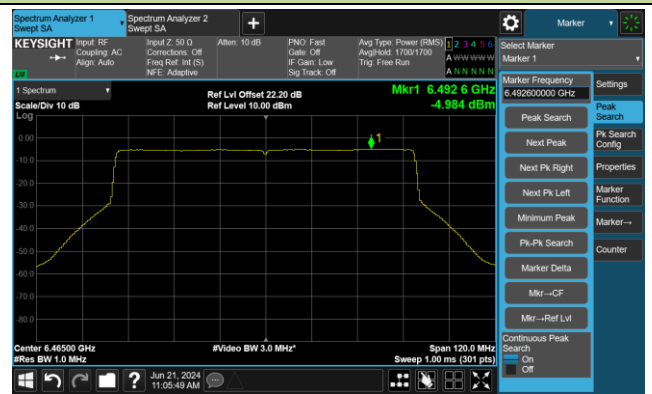 Spectrum Analyzer 1
Swept SA
Spectrum Analyzer 2
Swept SA
+
Marker
KEYSIGHT
Input: RF
Coupling: AC
Align: Auto
Input Z: 50 Ω
Corrections: Off
Freq Ref: Int (S)
NFE: Adaptive
Atten: 10 dB
PNO: Fast
Gate: Off
IF Gain: Low
Sig Track: Off
Avg Type: Power (RMS)
Avg|Hold: 1700/1700
Trig: Free Run
1 2 3 4 5 6
A W W W W W
A N N N N N
LXI
Select Marker
Marker 1
1 Spectrum
Scale/Div 10 dB
Log
Ref Lvl Offset 22.20 dB
Ref Level 10.00 dBm
Mkr1 6.492 6 GHz
-4.984 dBm
1
0.00
-10.0
-20.0
-30.0
-40.0
-50.0
-60.0
-70.0
-80.0
Center 6.46500 GHz
#Res BW 1.0 MHz
#Video BW 3.0 MHz*
Span 120.0 MHz
Sweep 1.00 ms (301 pts)
Marker Frequency
6.492600000 GHz
Peak Search
Next Peak
Next Pk Right
Next Pk Left
Minimum Peak
Pk-Pk Search
Marker Delta
Mkr→CF
Mkr→Ref Lvl
Continuous Peak
Search
On
Off
Settings
Peak
Search
Pk Search
Config
Properties
Marker
Function
Marker→
Counter
?
Jun 21, 2024
11:05:49 AM